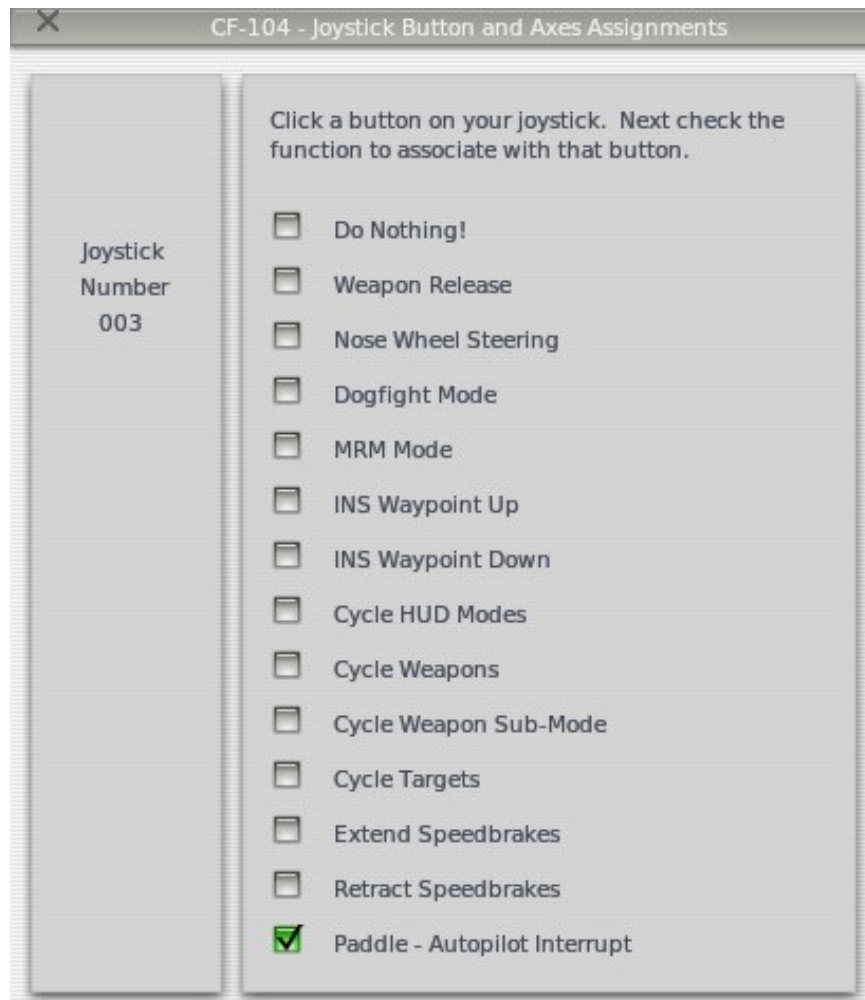 CF-104 - Joystick Button and Axes Assignments
Joystick
Number
003
Click a button on your joystick.  Next check the
function to associate with that button.
Do Nothing!
Weapon Release
Nose Wheel Steering
Dogfight Mode
MRM Mode
INS Waypoint Up
INS Waypoint Down
Cycle HUD Modes
Cycle Weapons
Cycle Weapon Sub-Mode
Cycle Targets
Extend Speedbrakes
Retract Speedbrakes
Paddle - Autopilot Interrupt